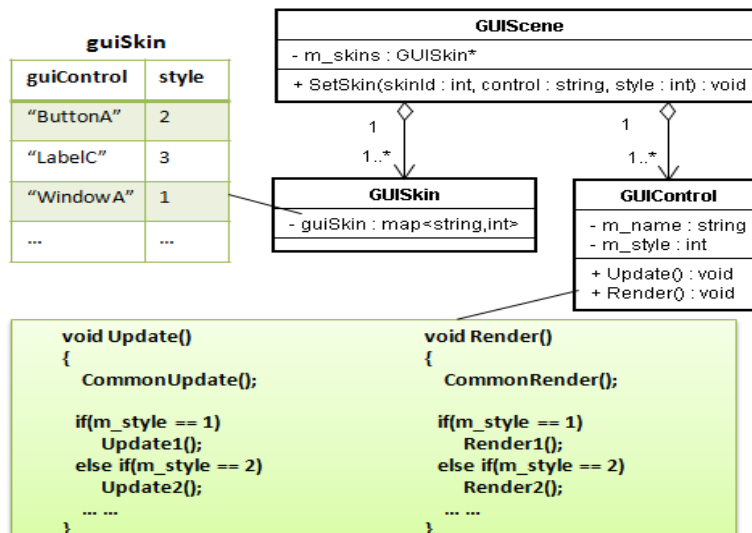 guiSkin
guiControl style
“ButtonA” 2
“LabelC” 3
“WindowA” 1
... ...
GUIScene
- m_skins : GUISkin*
+ SetSkin(skinId : int, control : string, style : int) : void
1
1..*
1
1..*
GUISkin
- guiSkin : map<string,int>
GUIControl
- m_name : string
- m_style : int
+ Update() : void
+ Render() : void
void Update()
{
CommonUpdate();
if(m_style == 1)
Update1();
else if(m_style == 2)
Update2();
... ...
}
void Render()
{
CommonRender();
if(m_style == 1)
Render1();
else if(m_style == 2)
Render2();
... ...
}